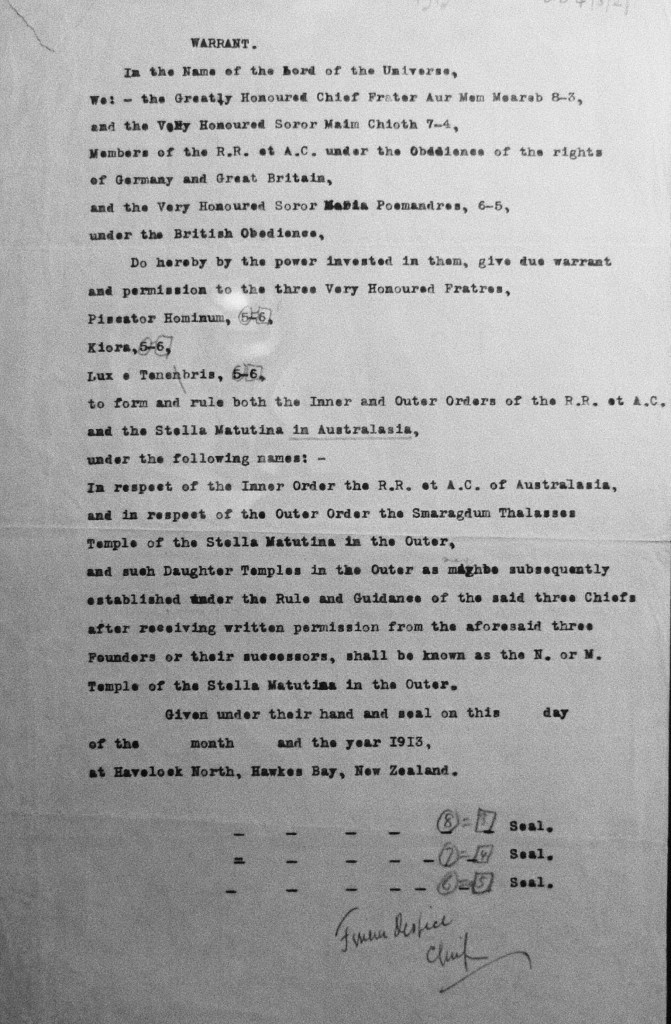 WARRANT.
In the Name of the Lord of the Universe,
We: - the Greatly Honoured Chief Frater Aur Mem Mearab 8-3,
and the Very Honoured Soror Maim Chioth 7-4,
Members of the R.R. et A.C. under the Obedience of the rights
of Germany and Great Britain,
and the Very Honoured Soror Poemandres, 6-5,
under the British Obedience,
Do hereby by the power invested in them, give due warrant
and permission to the three Very Honoured Fratres,
Piscator Hominum, 5-6,
Kiora, 5-6,
Lux e Tenenbris, 5-6,
to form and rule both the Inner and Outer Orders of the R.R. et A.C.
and the Stella Matutina in Australasia,
under the following names: -
In respect of the Inner Order the R.R. et A.C. of Australasia,
and in respect of the Outer Order the Smaragdum Thalasses
Temple of the Stella Matutina in the Outer,
and such Daughter Temples in the Outer as subsequently
established under the Rule and Guidance of the said three Chiefs
after receiving written permission from the aforesaid three
Founders or their successors, shall be known as the N. or M.
Temple of the Stella Matutina in the Outer.
Given under their hand and seal on this day
of the month and the year 1913,
at Havelock North, Hawkes Bay, New Zealand.
- - - - 8=3 Seal.
= - - - - 7=4 Seal.
- - - - - 6=5 Seal.
Chief